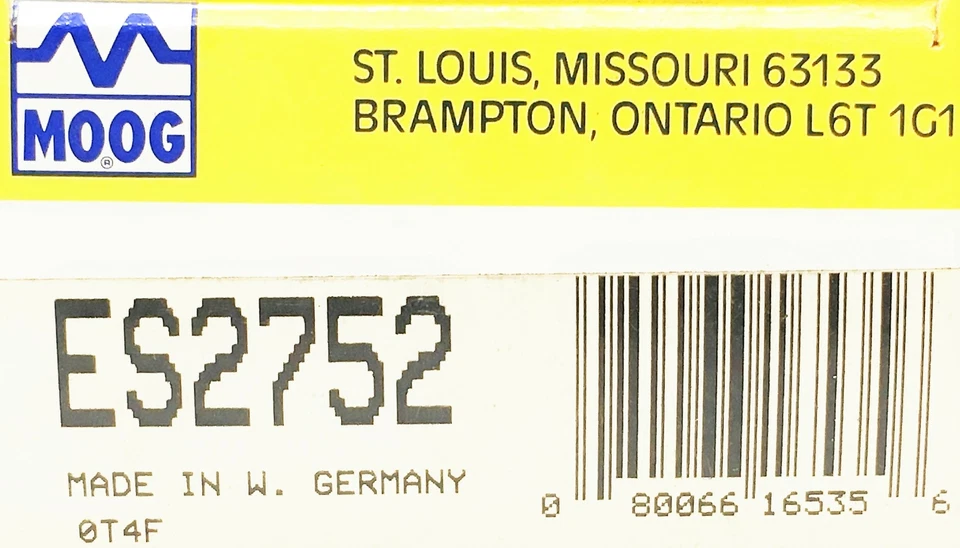 MOOG
®
ST. LOUIS, MISSOURI 63133
BRAMPTON, ONTARIO L6T 1G1
ES2752
MADE IN W. GERMANY
0T4F
0 80066 16535 6